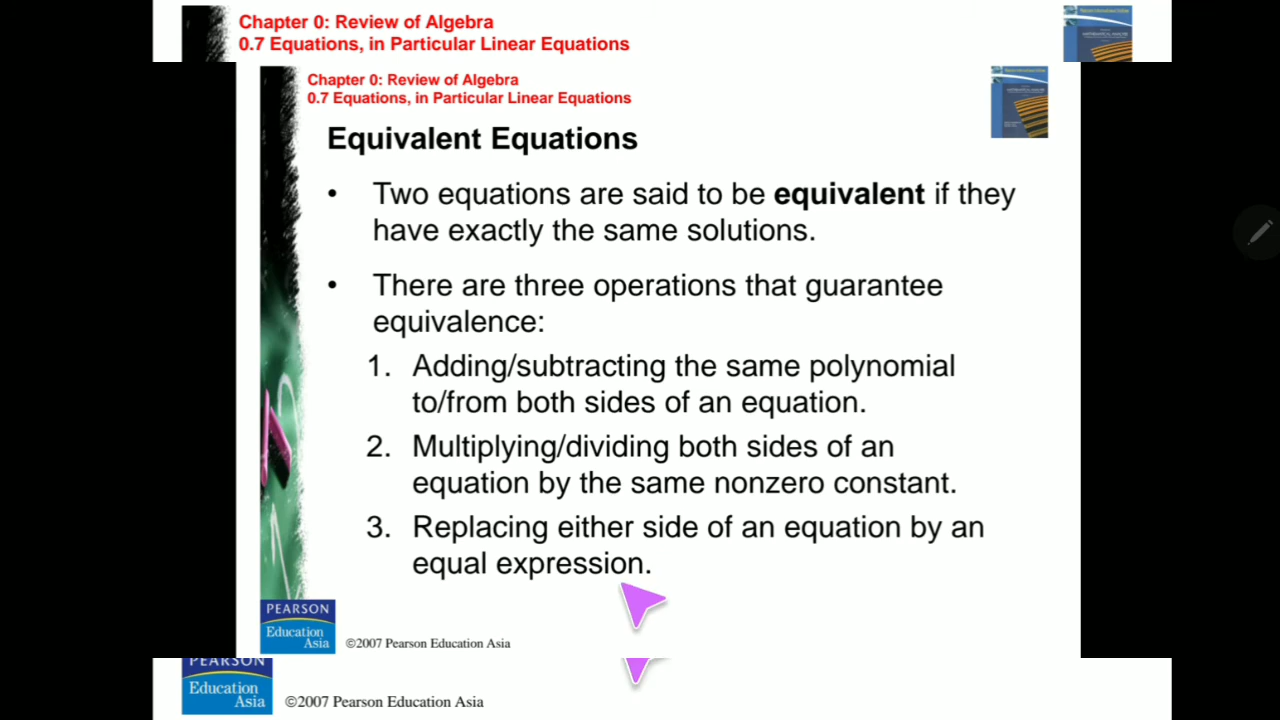 Chapter 0: Review of Algebra
0.7 Equations, in Particular Linear Equations
Chapter 0: Review of Algebra
0.7 Equations, in Particular Linear Equations
Equivalent Equations
• Two equations are said to be equivalent if they
have exactly the same solutions.
• There are three operations that guarantee
equivalence:
1. Adding/subtracting the same polynomial
to/from both sides of an equation.
2. Multiplying/dividing both sides of an
equation by the same nonzero constant.
3. Replacing either side of an equation by an
equal expression.
PEARSON
Education
Asia
©2007 Pearson Education Asia
PEARSON
Education
Asia
©2007 Pearson Education Asia